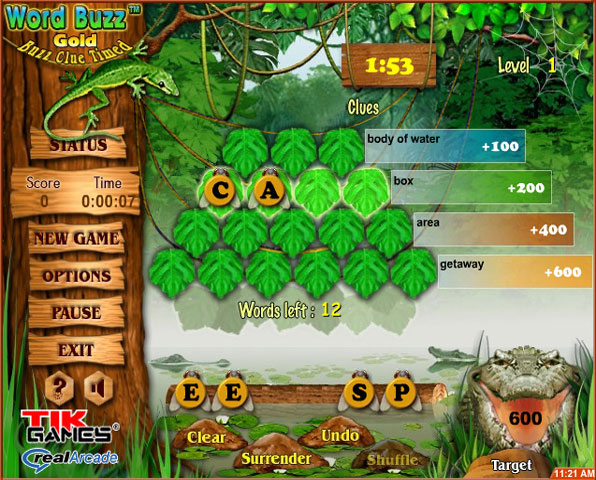 Word Buzz™
Gold
Buzz Clue Timed
1:53
Level 1
Clues
STATUS
body of water +100
C A
box +200
Score Time
0 0:00:07
area +400
NEW GAME
getaway +600
OPTIONS
Words left : 12
PAUSE
EXIT
?
E E S P
600
TIK
GAMES®
realArcade
Clear Undo
Surrender Shuffle
Target
11:21 AM